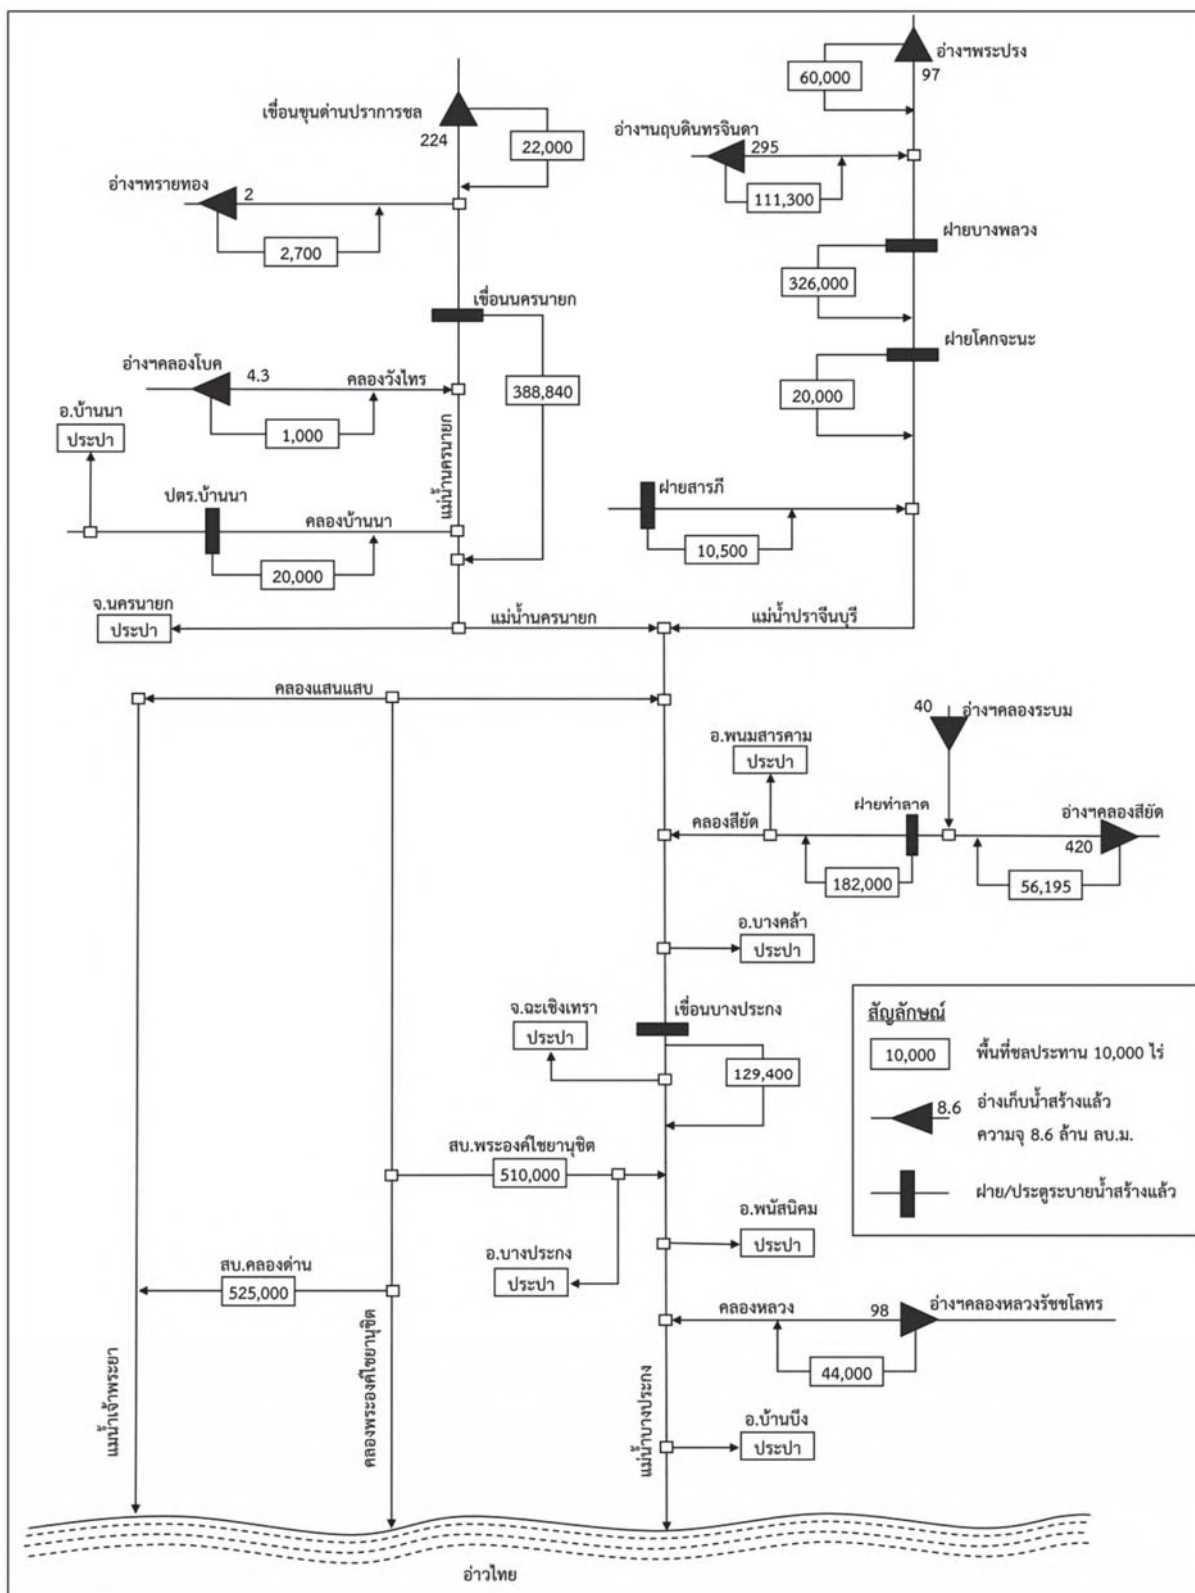 อ่างฯพระปรง
60,000
97
เขื่อนขุนด่านปราการชล
224
22,000
อ่างฯนฤบดินทรจินดา
295
111,300
อ่างฯทรายทอง
2
2,700
ฝายบางพลวง
326,000
เขื่อนนครนายก
388,840
ฝายโคกจะนะ
20,000
อ่างฯคลองโบค
4.3
คลองวังไทร
1,000
อ.บ้านนา
ประปา
แม่น้ำนครนายก
ปตร.บ้านนา
คลองบ้านนา
20,000
ฝายสารภี
10,500
จ.นครนายก
ประปา
แม่น้ำนครนายก
แม่น้ำปราจีนบุรี
คลองแสนแสบ
40
อ่างฯคลองระบม
อ.พนมสารคาม
ประปา
คลองสียัด
ฝายท่าลาด
อ่างฯคลองสียัด
420
182,000
56,195
อ.บางคล้า
ประปา
จ.ฉะเชิงเทรา
ประปา
เขื่อนบางปะกง
129,400
สัญลักษณ์
10,000
พื้นที่ชลประทาน 10,000 ไร่
8.6
อ่างเก็บน้ำสร้างแล้ว
ความจุ 8.6 ล้าน ลบ.ม.
ฝาย/ประตูระบายน้ำสร้างแล้ว
สบ.พระองค์ไชยานุชิต
510,000
อ.พนัสนิคม
ประปา
อ.บางปะกง
ประปา
สบ.คลองด่าน
525,000
คลองหลวง
98
อ่างฯคลองหลวงรัชชโลทร
44,000
แม่น้ำเจ้าพระยา
คลองพระองค์ไชยานุชิต
แม่น้ำบางปะกง
อ.บ้านบึง
ประปา
อ่าวไทย